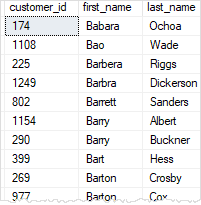 customer_id first_name last_name
174 Babara Ochoa
1108 Bao Wade
225 Barbera Riggs
1249 Barbra Dickerson
802 Barrett Sanders
1154 Barry Albert
290 Barry Buckner
399 Bart Hess
269 Barton Crosby
977 Barton Cox